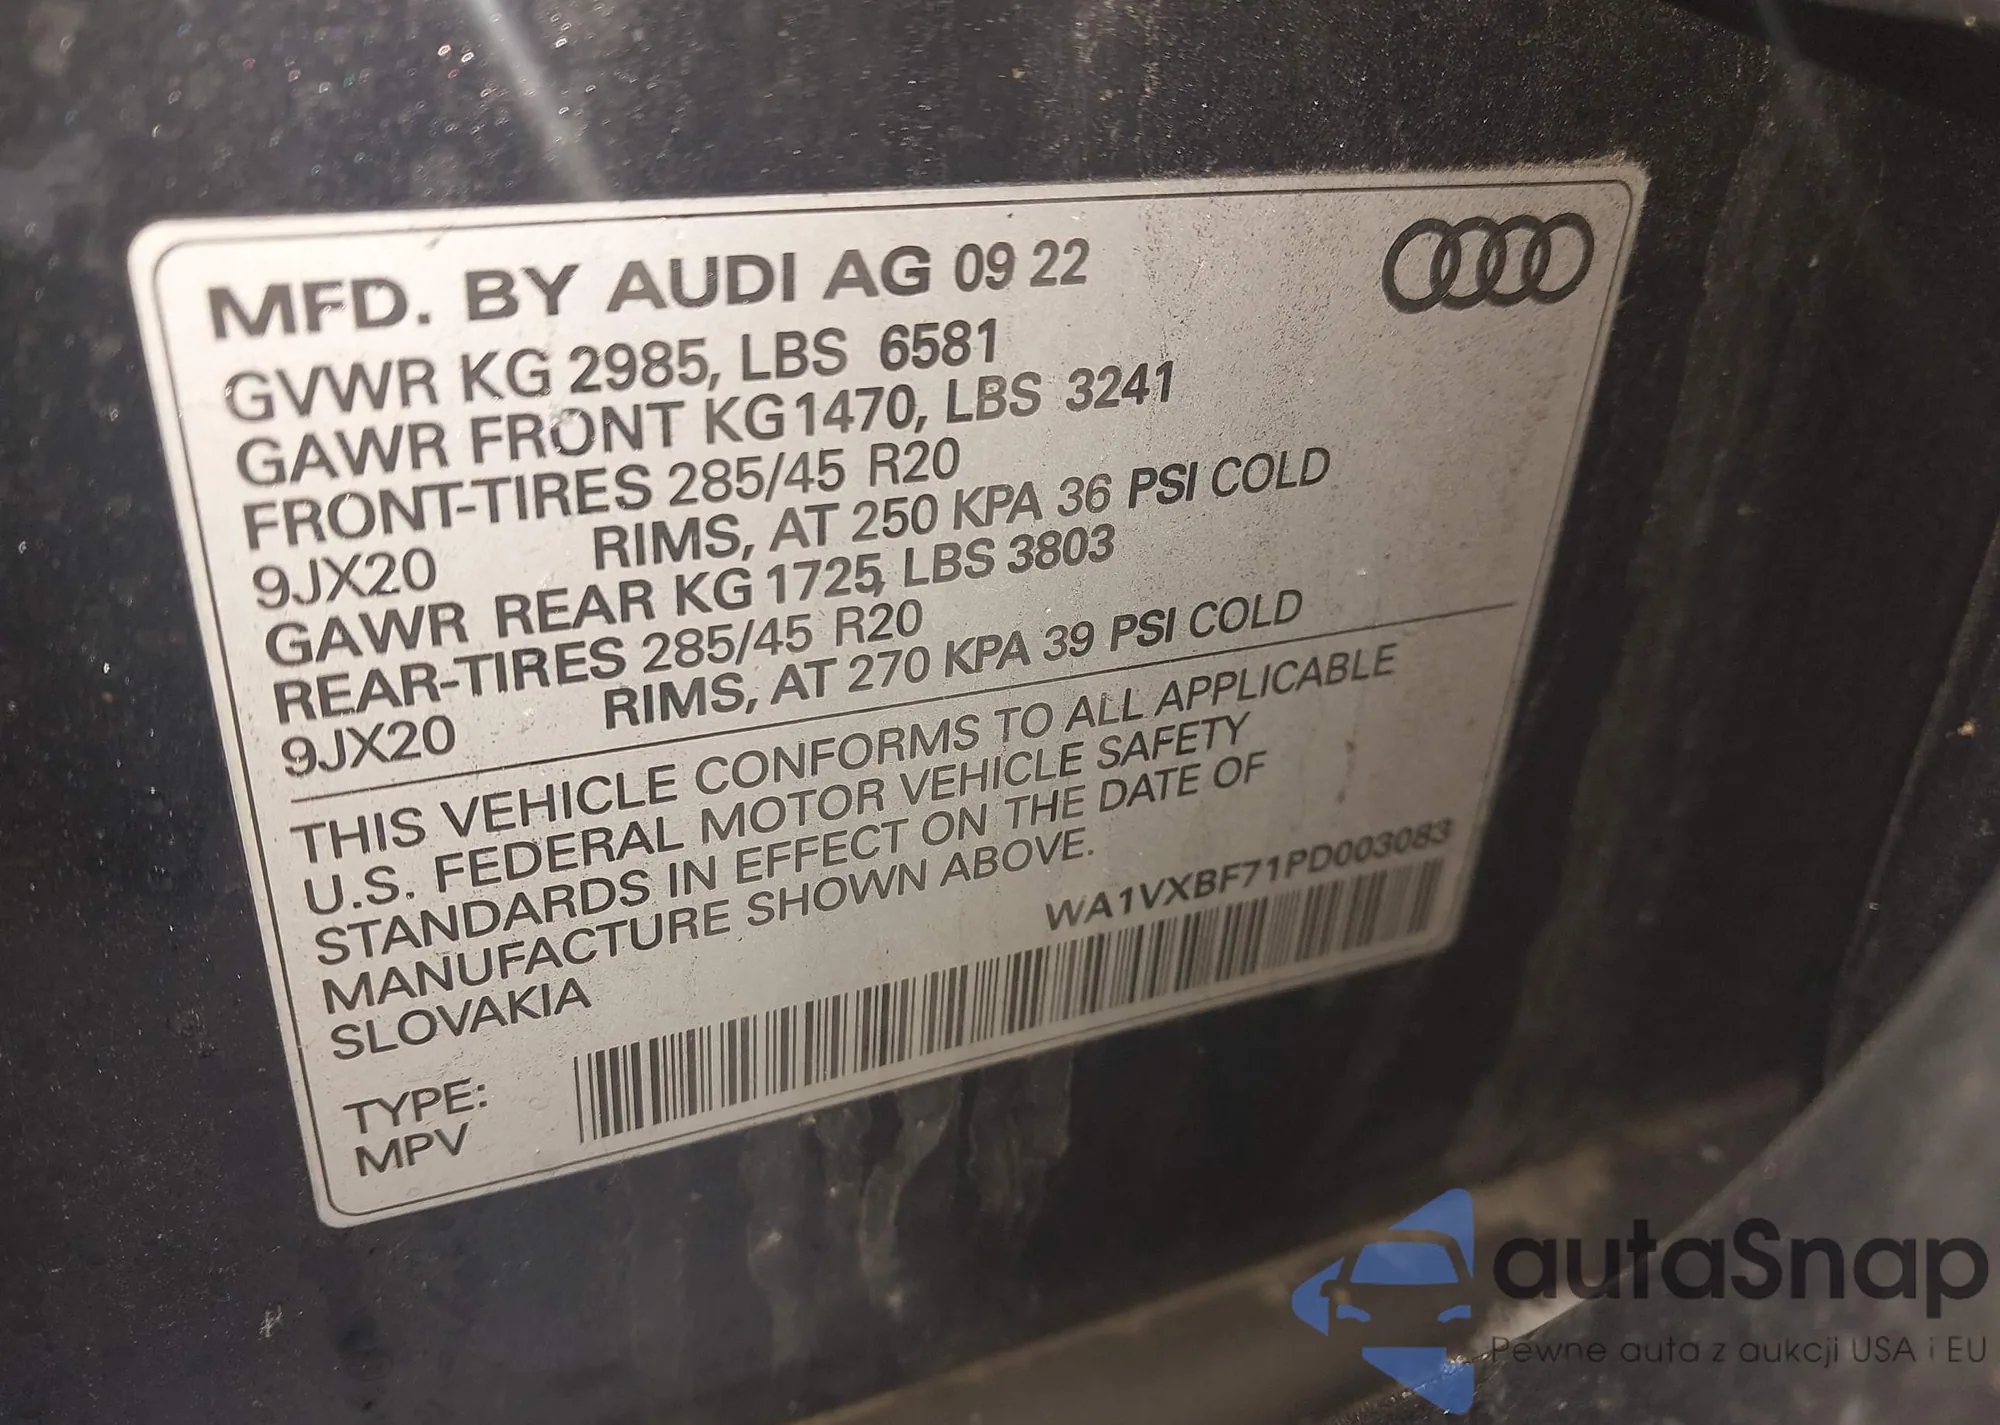 MFD. BY AUDI AG 09 22
GVWR KG 2985, LBS 6581
GAWR FRONT KG 1470, LBS 3241
FRONT-TIRES 285/45 R20
9JX20 RIMS, AT 250 KPA 36 PSI COLD
GAWR REAR KG 1725, LBS 3803
REAR-TIRES 285/45 R20
9JX20 RIMS, AT 270 KPA 39 PSI COLD
THIS VEHICLE CONFORMS TO ALL APPLICABLE
U.S. FEDERAL MOTOR VEHICLE SAFETY
STANDARDS IN EFFECT ON THE DATE OF
MANUFACTURE SHOWN ABOVE.
SLOVAKIA
WA1VXBF71PD003083
TYPE:
MPV
autaSnap
Pewne auta z aukcji USA i EU